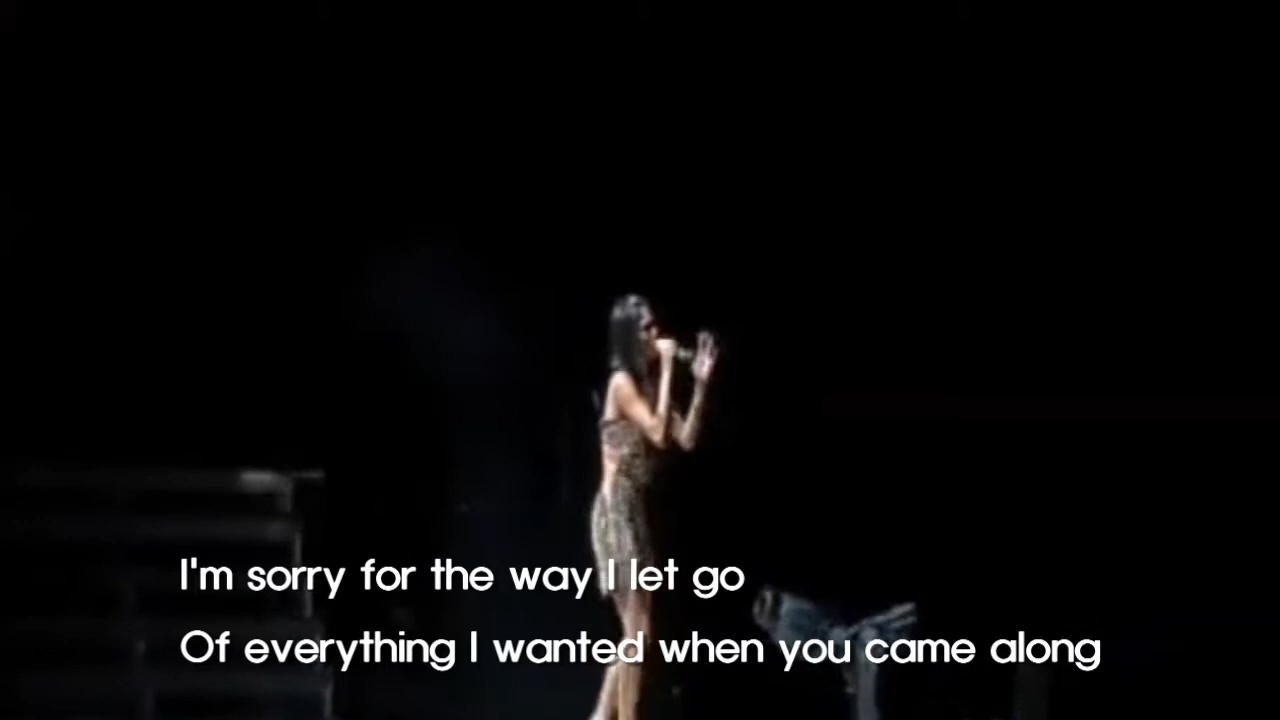 I'm sorry for the way I let go
Of everything I wanted when you came along